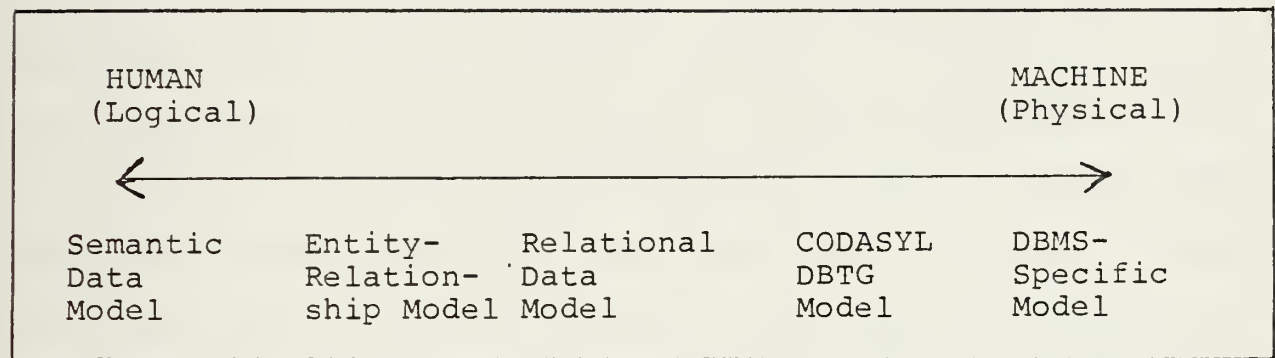 HUMAN MACHINE
(Logical) (Physical)
Semantic Entity- Relational CODASYL DBMS-
Data Relation- Data DBTG Specific
Model ship Model Model Model Model